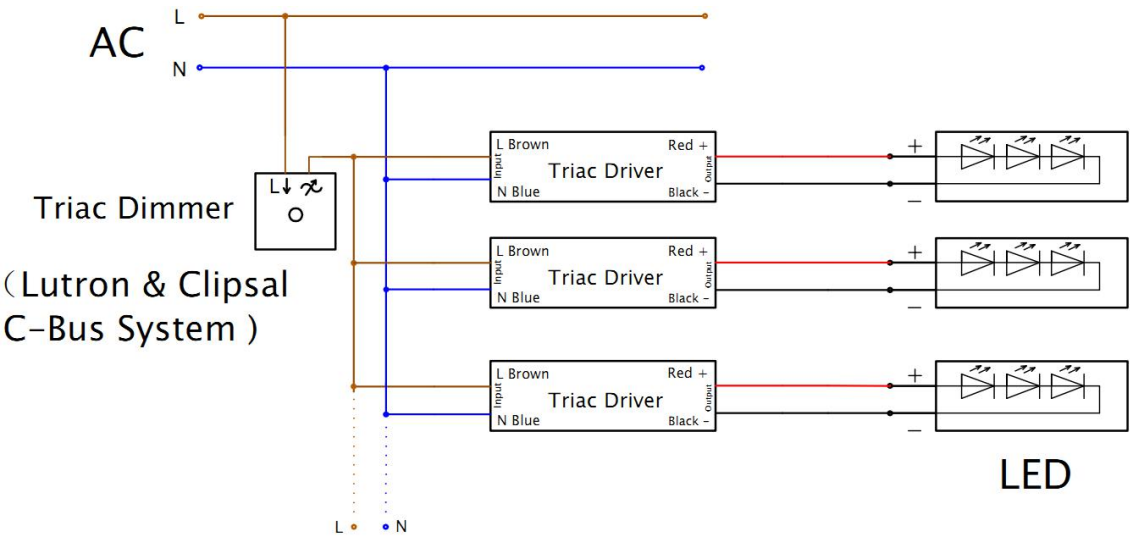 L
AC
N
L Brown
Red +
Input
Triac Driver
Output
N Blue
Black -
+
-
L
Triac Dimmer
(Lutron & Clipsal
C-Bus System )
L Brown
Red +
Input
Triac Driver
Output
N Blue
Black -
+
-
L Brown
Red +
Input
Triac Driver
Output
N Blue
Black -
+
-
LED
L
N